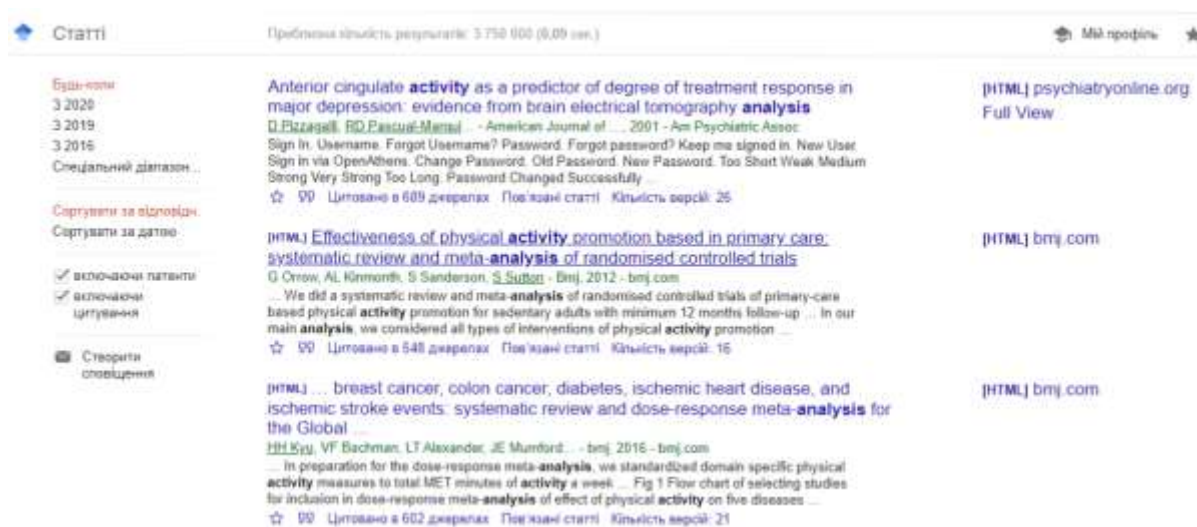 Статті
Приблизна кількість результатів: 3 750 000 (0,09 сек.)
Мій профіль
Будь-коли
З 2020
З 2019
З 2016
Спеціальний діапазон...
Сортувати за відповідн.
Сортувати за датою
включаючи патенти
включаючи
цитування
Створити
сповіщення
Anterior cingulate activity as a predictor of degree of treatment response in
major depression: evidence from brain electrical tomography analysis
D Pizzagalli, RD Pascual-Marqui... - American Journal of ..., 2001 - Am Psychiatric Assoc
Sign In. Username. Forgot Username? Password. Forgot password? Keep me signed in. New User.
Sign in via OpenAthens. Change Password. Old Password. New Password. Too Short Weak Medium
Strong Very Strong Too Long. Password Changed Successfully ...
Цитовано в 689 джерелах Пов'язані статті Кількість версій: 26
[HTML] psychiatryonline.org
Full View
[HTML] Effectiveness of physical activity promotion based in primary care:
systematic review and meta-analysis of randomised controlled trials
G Orrow, AL Kinmonth, S Sanderson, S Sutton - Bmj, 2012 - bmj.com
... We did a systematic review and meta-analysis of randomised controlled trials of primary-care
based physical activity promotion for sedentary adults with minimum 12 months follow-up ... In our
main analysis, we considered all types of interventions of physical activity promotion ...
Цитовано в 548 джерелах Пов'язані статті Кількість версій: 16
[HTML] bmj.com
[HTML] ... breast cancer, colon cancer, diabetes, ischemic heart disease, and
ischemic stroke events: systematic review and dose-response meta-analysis for
the Global ...
HH Kyu, VF Bachman, LT Alexander, JE Mumford... - bmj, 2016 - bmj.com
... In preparation for the dose-response meta-analysis, we standardized domain specific physical
activity measures to total MET minutes of activity a week ... Fig 1 Flow chart of selecting studies
for inclusion in dose-response meta-analysis of effect of physical activity on five diseases ...
Цитовано в 602 джерелах Пов'язані статті Кількість версій: 21
[HTML] bmj.com